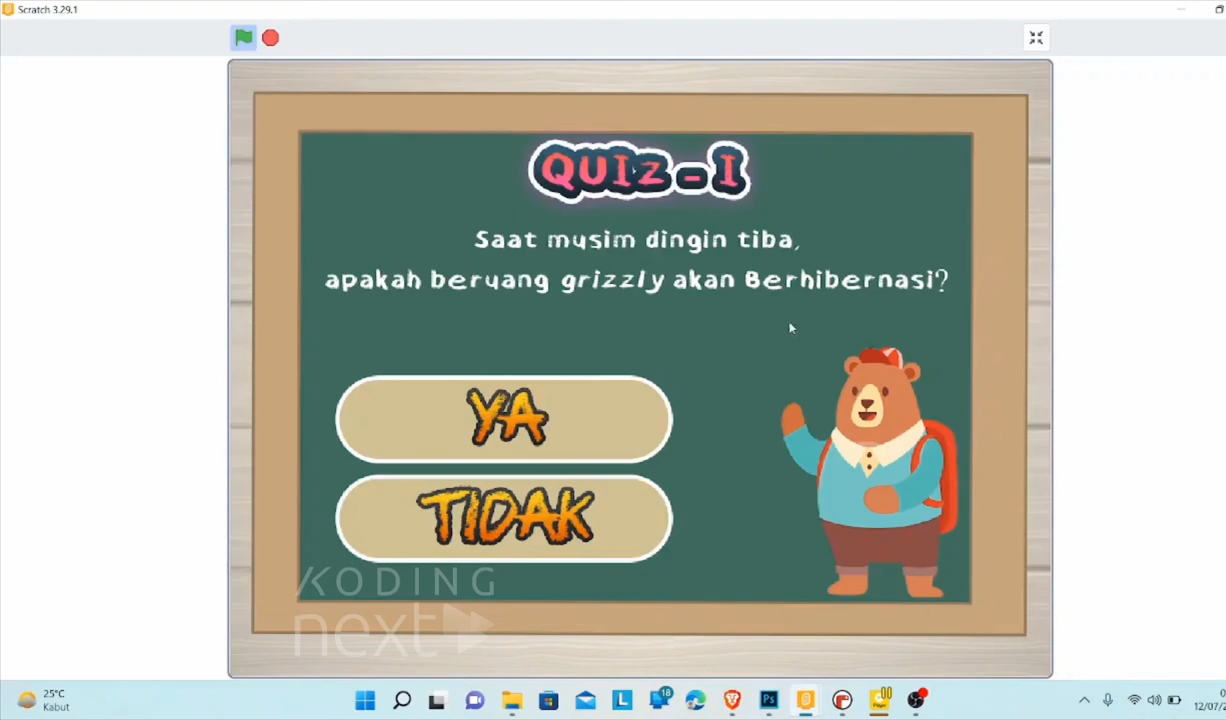 Scratch 3.29.1
QUIZ - I
Saat musim dingin tiba,
apakah beruang grizzly akan Berhibernasi?
YA
TIDAK
KODING
next
25°C
Kabut
18